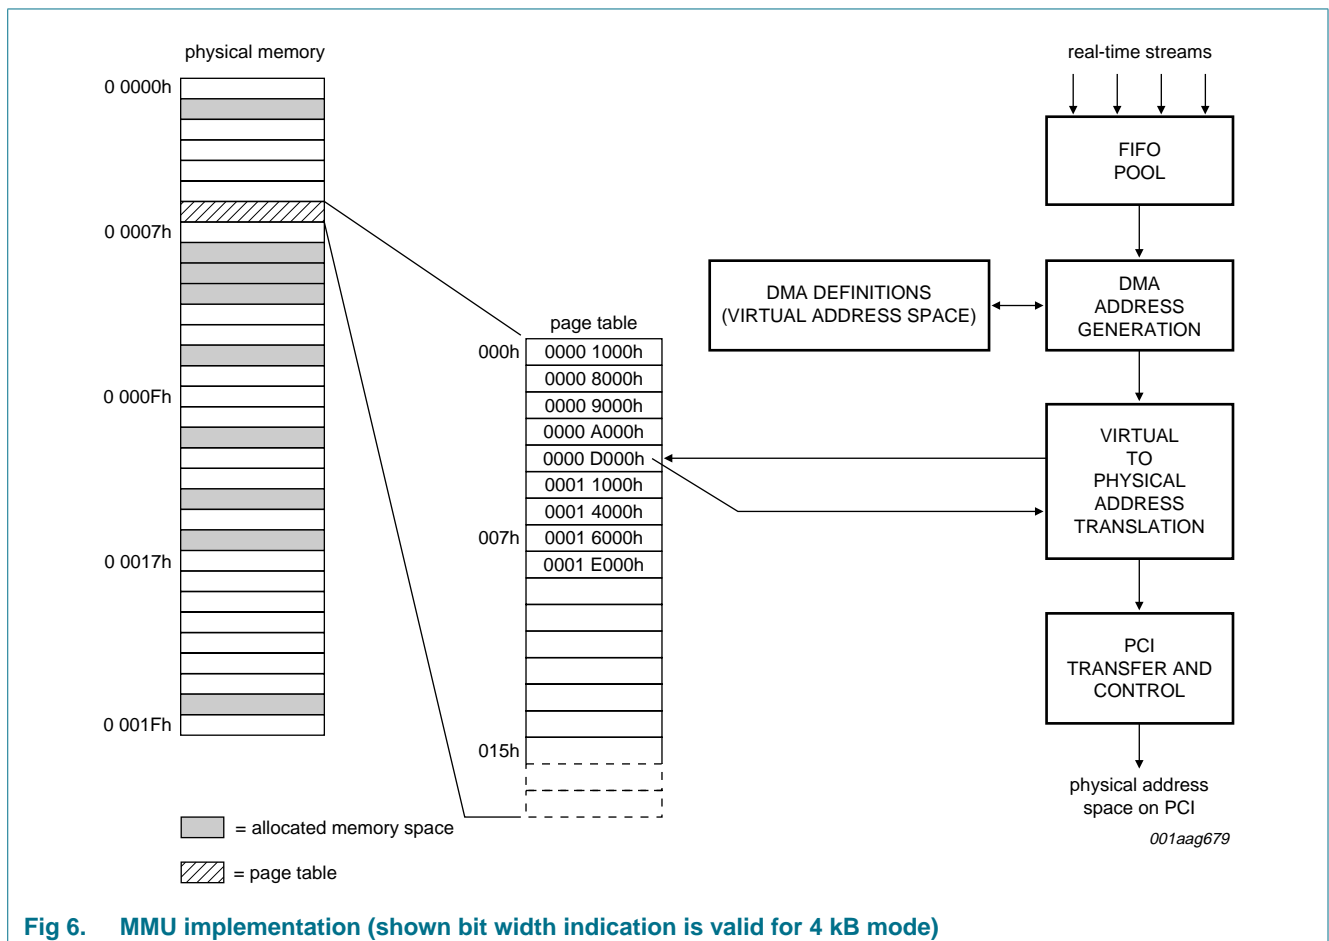 physical memory
0 0000h
0 0007h
0 000Fh
0 0017h
0 001Fh
= allocated memory space
= page table
page table
000h
0000 1000h
0000 8000h
0000 9000h
0000 A000h
0000 D000h
0001 1000h
0001 4000h
007h
0001 6000h
0001 E000h
015h
real-time streams
FIFO
POOL
DMA DEFINITIONS
(VIRTUAL ADDRESS SPACE)
DMA
ADDRESS
GENERATION
VIRTUAL
TO
PHYSICAL
ADDRESS
TRANSLATION
PCI
TRANSFER AND
CONTROL
physical address
space on PCI
001aag679
Fig 6. MMU implementation (shown bit width indication is valid for 4 kB mode)